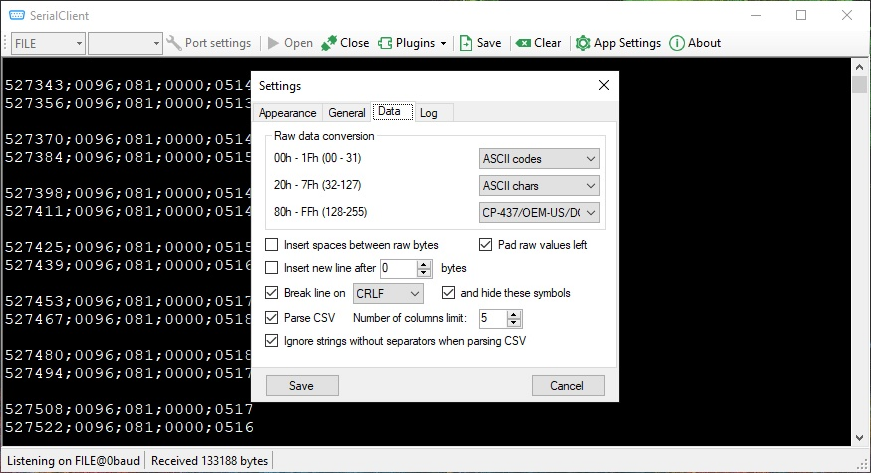 SerialClient
FILE Port settings Open Close Plugins Save Clear App Settings About
527343;0096;081;0000;0514
527356;0096;081;0000;0513
527370;0096;081;0000;0514
527384;0096;081;0000;0515
527398;0096;081;0000;0514
527411;0096;081;0000;0514
527425;0096;081;0000;0515
527439;0096;081;0000;0516
527453;0096;081;0000;0517
527467;0096;081;0000;0518
527480;0096;081;0000;0518
527494;0096;081;0000;0517
527508;0096;081;0000;0517
527522;0096;081;0000;0516
Settings
Appearance General Data Log
Raw data conversion
00h - 1Fh (00 - 31) ASCII codes
20h - 7Fh (32-127) ASCII chars
80h - FFh (128-255) CP-437/OEM-US/DO
Insert spaces between raw bytes Pad raw values left
Insert new line after 0 bytes
Break line on CRLF and hide these symbols
Parse CSV Number of columns limit: 5
Ignore strings without separators when parsing CSV
Save Cancel
Listening on FILE@0baud Received 133188 bytes